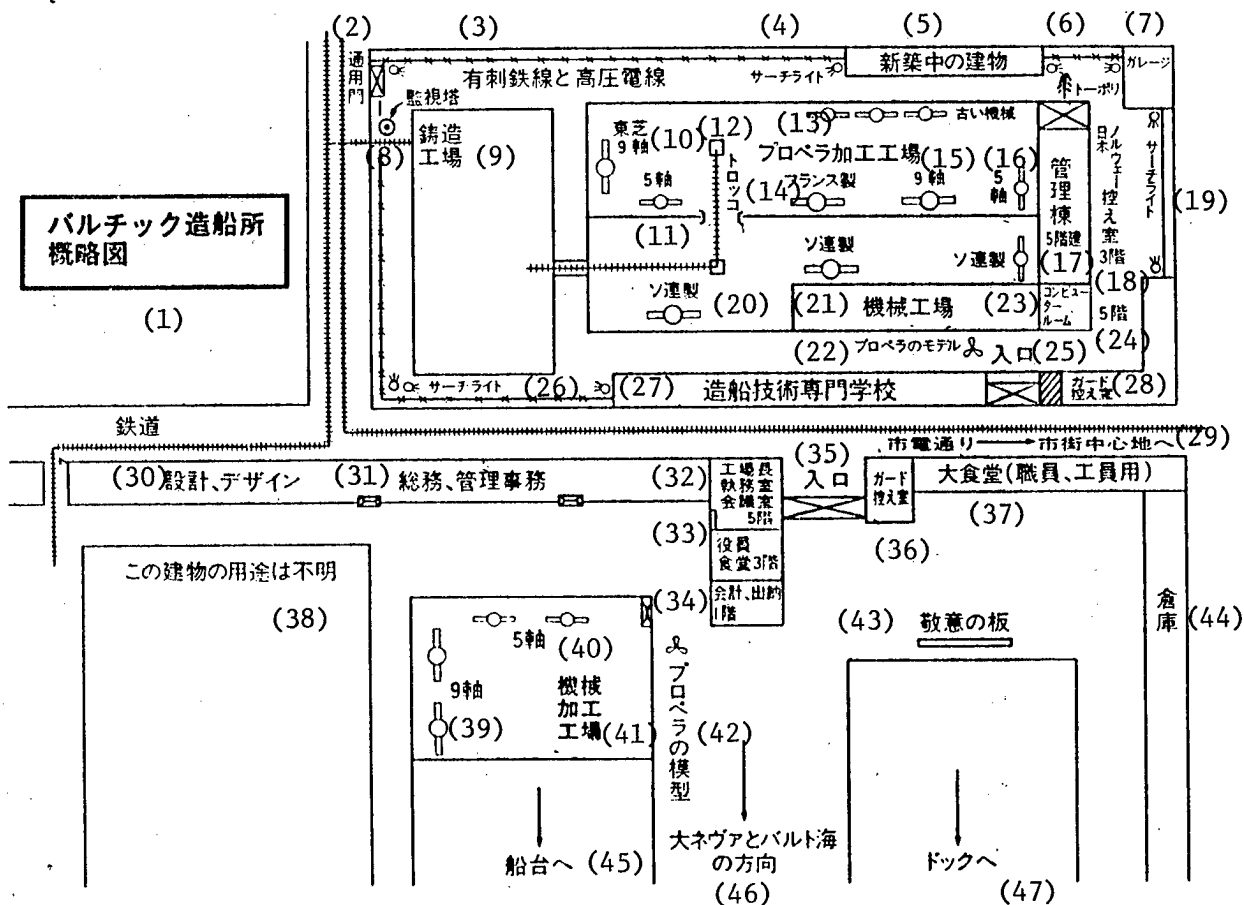 (2)
(3)
(4)
(5)
(6)
(7)
通用門
有刺鉄線と高圧電線
サーチライト
新築中の建物
ガレージ
トーポリ
監視塔
(8)
鋳造
工場 (9)
東芝
9軸 (10)
(12)
(13)
古い機械
プロペラ加工工場 (15) (16)
5軸
トロッコ
(14)
フランス製
9軸
5軸
管理棟
5階建
(17)
日本
ノルウェー控え室
3階
(18)
サーチライト
(19)
(11)
ソ連製
ソ連製
ソ連製
(20)
(21) 機械工場 (23)
コンピュー
ター
ルーム
5階
(24)
(22) プロペラのモデル
入口 (25)
サーチライト (26)
(27) 造船技術専門学校
ガード
控え室
(28)
バルチック造船所
概略図
(1)
鉄道
市電通り
市街中心地へ (29)
(30) 設計、デザイン
(31) 総務、管理事務
(32)
工場長
執務室
会議室
5階
(33)
役員
食堂3階
(34)
会計、出納
1階
(35)
入口
ガード
控え室
(36)
大食堂(職員、工員用)
(37)
この建物の用途は不明
(38)
5軸 (40)
9軸
(39)
機械
加工
工場 (41)
プロペラの模型
(42)
(43) 敬意の板
倉庫
(44)
船台へ (45)
大ネヴァとバルト海
の方向
(46)
ドックへ
(47)